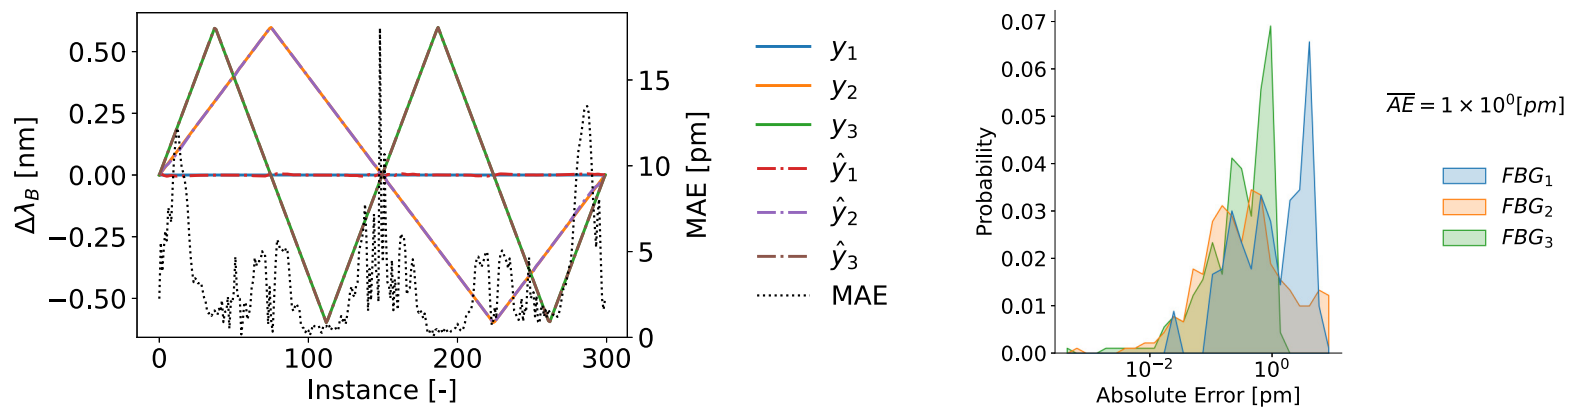 0.50
0.25
0.00
−0.25
−0.50
Δλ_B [nm]
0
100
200
300
Instance [-]
15
10
5
0
MAE [pm]
y₁
y₂
y₃
ŷ₁
ŷ₂
ŷ₃
MAE
0.07
0.06
0.05
0.04
0.03
0.02
0.01
0.00
Probability
10⁻²
10⁰
Absolute Error [pm]
A̅E̅ = 1 × 10⁰[pm]
FBG₁
FBG₂
FBG₃